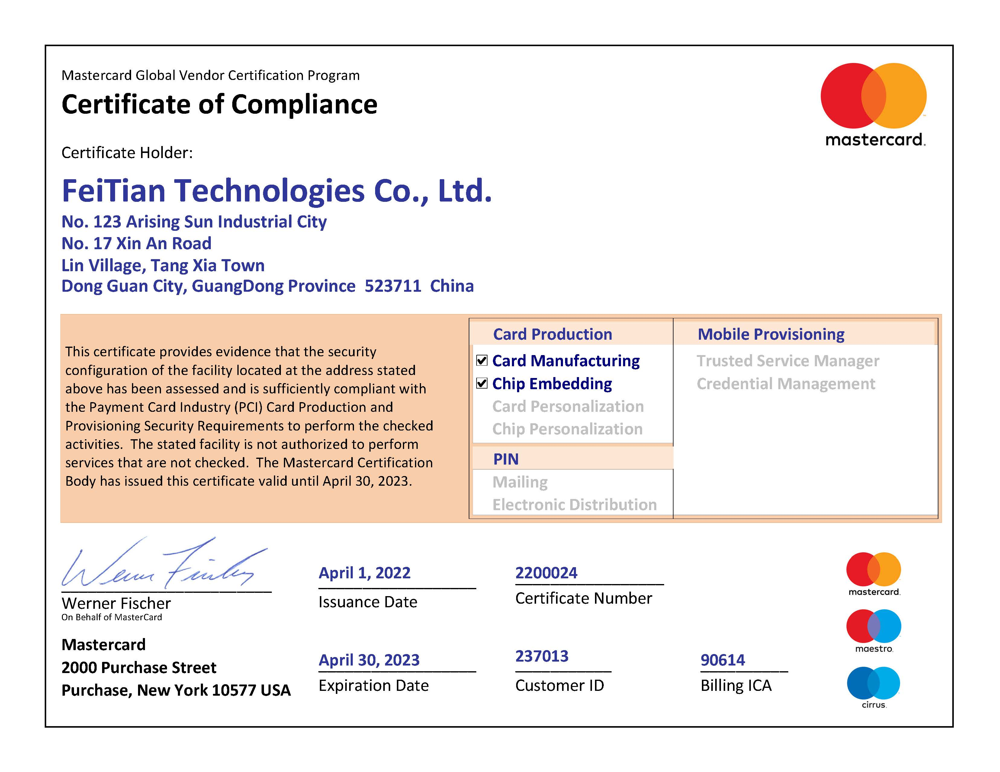 Mastercard Global Vendor Certification Program
Certificate of Compliance
mastercard.
Certificate Holder:
FeiTian Technologies Co., Ltd.
No. 123 Arising Sun Industrial City
No. 17 Xin An Road
Lin Village, Tang Xia Town
Dong Guan City, GuangDong Province 523711 China
This certificate provides evidence that the security
configuration of the facility located at the address stated
above has been assessed and is sufficiently compliant with
the Payment Card Industry (PCI) Card Production and
Provisioning Security Requirements to perform the checked
activities. The stated facility is not authorized to perform
services that are not checked. The Mastercard Certification
Body has issued this certificate valid until April 30, 2023.
Card Production
Card Manufacturing
Chip Embedding
Card Personalization
Chip Personalization
PIN
Mailing
Electronic Distribution
Mobile Provisioning
Trusted Service Manager
Credential Management
Werner Fischer
On Behalf of MasterCard
Mastercard
2000 Purchase Street
Purchase, New York 10577 USA
April 1, 2022
Issuance Date
2200024
Certificate Number
April 30, 2023
Expiration Date
237013
Customer ID
90614
Billing ICA
mastercard.
maestro.
cirrus.